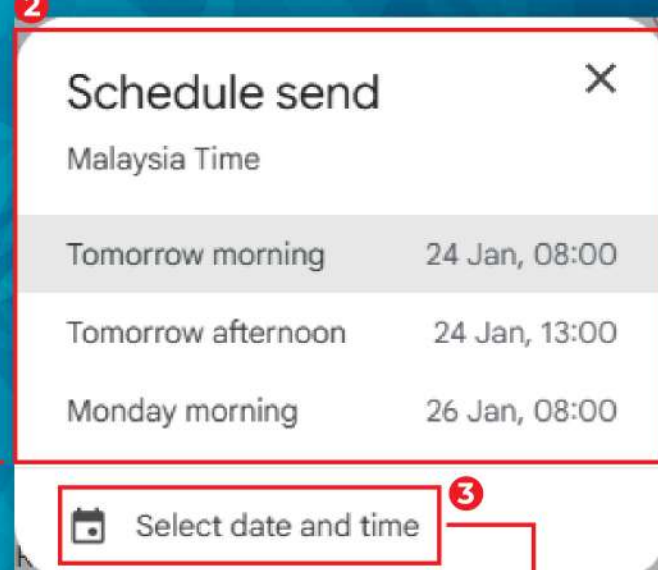 2
Schedule send
Malaysia Time
Tomorrow morning 24 Jan, 08:00
Tomorrow afternoon 24 Jan, 13:00
Monday morning 26 Jan, 08:00
3
Select date and time